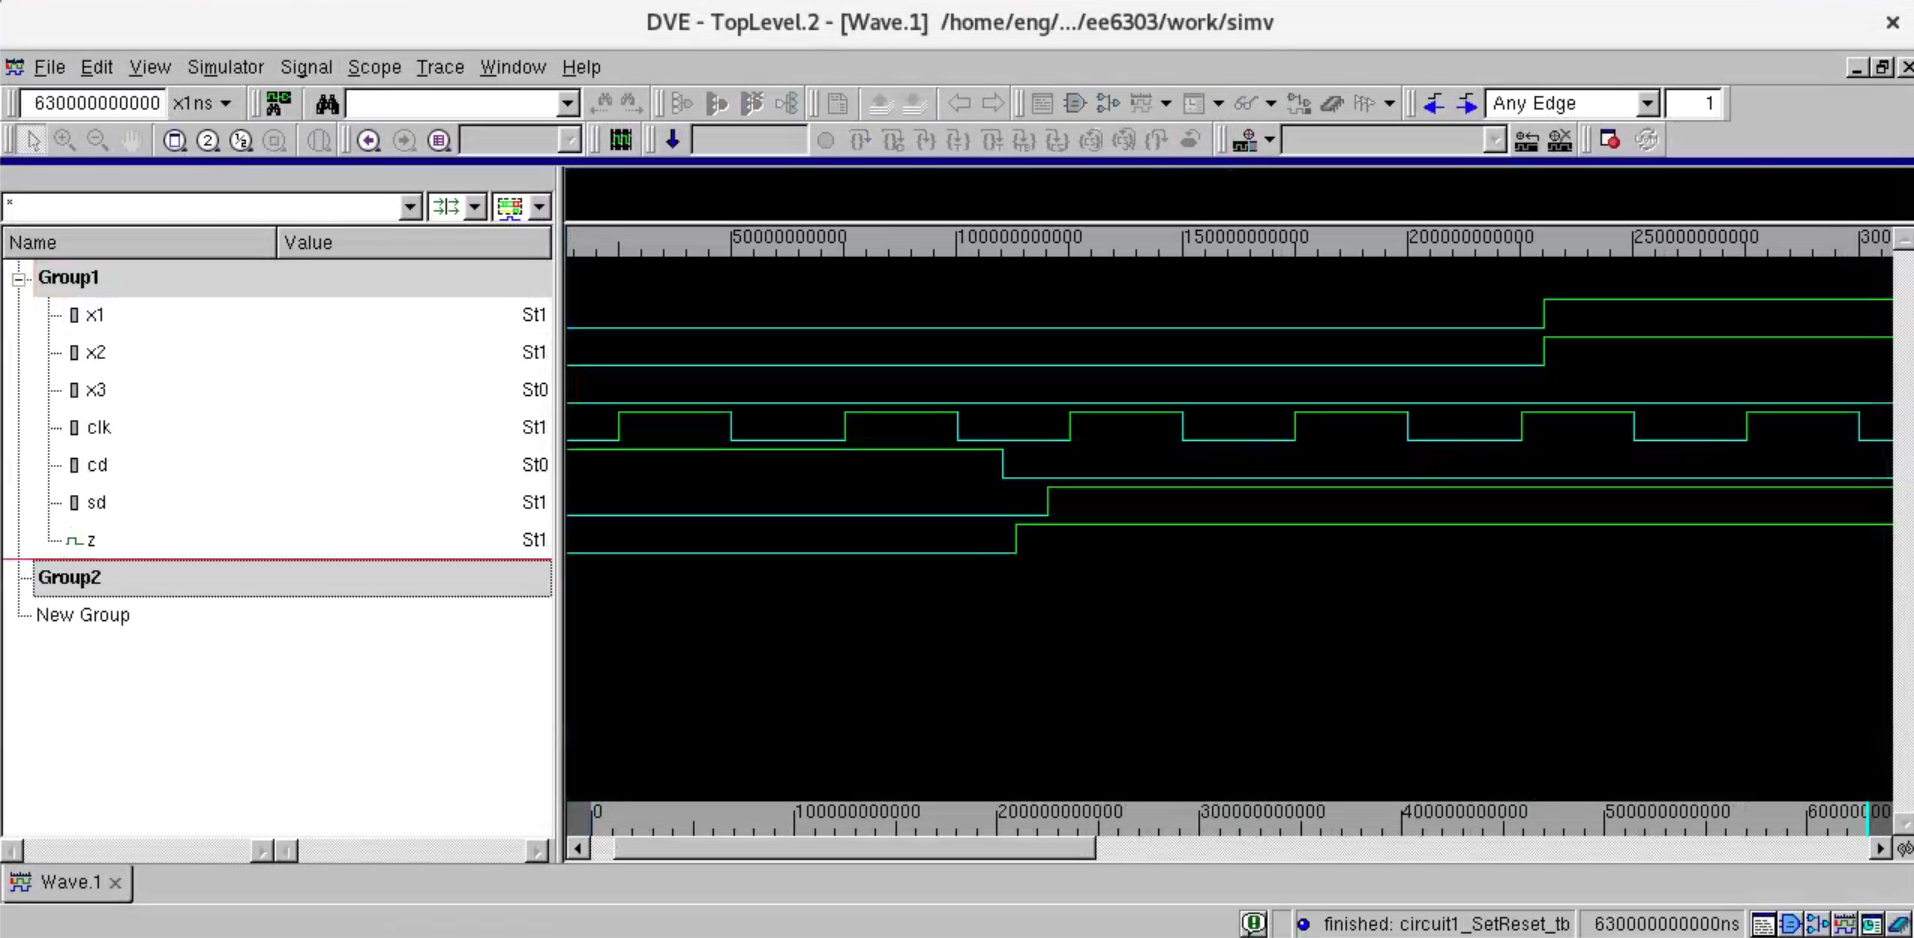 DVE - TopLevel.2 - [Wave.1] /home/eng/.../ee6303/work/simv
File Edit View Simulator Signal Scope Trace Window Help
630000000000 x1ns Any Edge 1
*
Name Value
50000000000 100000000000 150000000000 200000000000 250000000000 300
Group1
x1 St1
x2 St1
x3 St0
clk St1
cd St0
sd St1
z St1
Group2
New Group
0 100000000000 200000000000 300000000000 400000000000 500000000000
Wave.1
finished: circuit1_SetReset_tb 630000000000ns